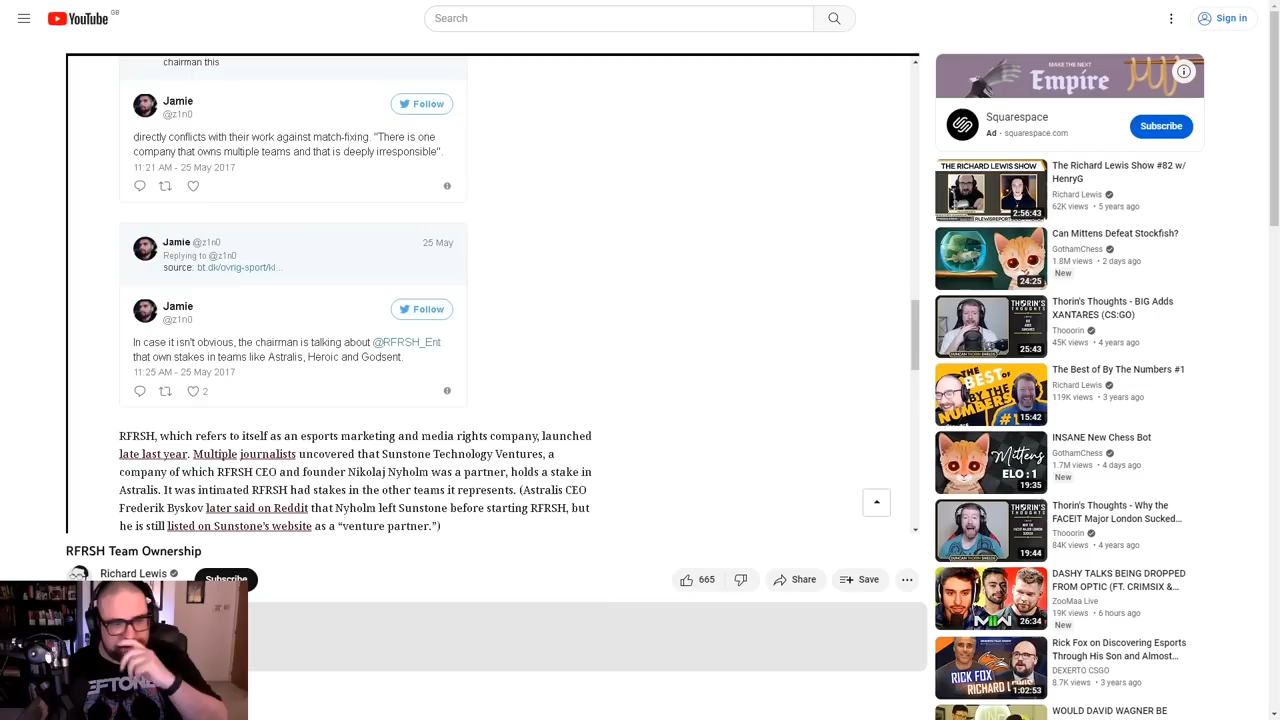 YouTube
GB
Search
Sign in
chairman this
Jamie
@z1n0
Follow
directly conflicts with their work against match-fixing. "There is one
company that owns multiple teams and that is deeply irresponsible".
11:21 AM - 25 May 2017
Jamie @z1n0
25 May
Replying to @z1n0
source: bt.dk/ovrig-sport/kl...
Jamie
@z1n0
Follow
In case it isn't obvious, the chairman is talking about @RFRSH_Ent
that own stakes in teams like Astralis, Heroic and Godsent.
11:25 AM - 25 May 2017
2
RFRSH, which refers to itself as an esports marketing and media rights company, launched
late last year. Multiple journalists uncovered that Sunstone Technology Ventures, a
company of which RFRSH CEO and founder Nikolaj Nyholm was a partner, holds a stake in
Astralis. It was intimated RFRSH had stakes in the other teams it represents. (Astralis CEO
Frederik Byskov later said on Reddit that Nyholm left Sunstone before starting RFRSH, but
he is still listed on Sunstone's website as a "venture partner.")
RFRSH Team Ownership
Richard Lewis
Subscribe
665
Share
Save
MAKE THE NEXT
Empire
Squarespace
Ad · squarespace.com
Subscribe
THE RICHARD LEWIS SHOW
2:56:43
The Richard Lewis Show #82 w/
HenryG
Richard Lewis
62K views • 5 years ago
24:25
Can Mittens Defeat Stockfish?
GothamChess
1.8M views • 2 days ago
New
THORIN'S
THOUGHTS
25:43
Thorin's Thoughts - BIG Adds
XANTARES (CS:GO)
Thooorin
45K views • 4 years ago
THE
BEST OF
BY THE
NUMBERS
#1
15:42
The Best of By The Numbers #1
Richard Lewis
119K views • 3 years ago
Mittens
ELO : 1
19:35
INSANE New Chess Bot
GothamChess
1.7M views • 4 days ago
New
THORIN'S
THOUGHTS
19:44
Thorin's Thoughts - Why the
FACEIT Major London Sucked...
Thooorin
84K views • 4 years ago
26:34
DASHY TALKS BEING DROPPED
FROM OPTIC (FT. CRIMSIX &...
ZooMaa Live
19K views • 6 hours ago
New
RICK FOX
RICHARD
1:02:53
Rick Fox on Discovering Esports
Through His Son and Almost...
DEXERTO CSGO
8.7K views • 3 years ago
WOULD DAVID WAGNER BE